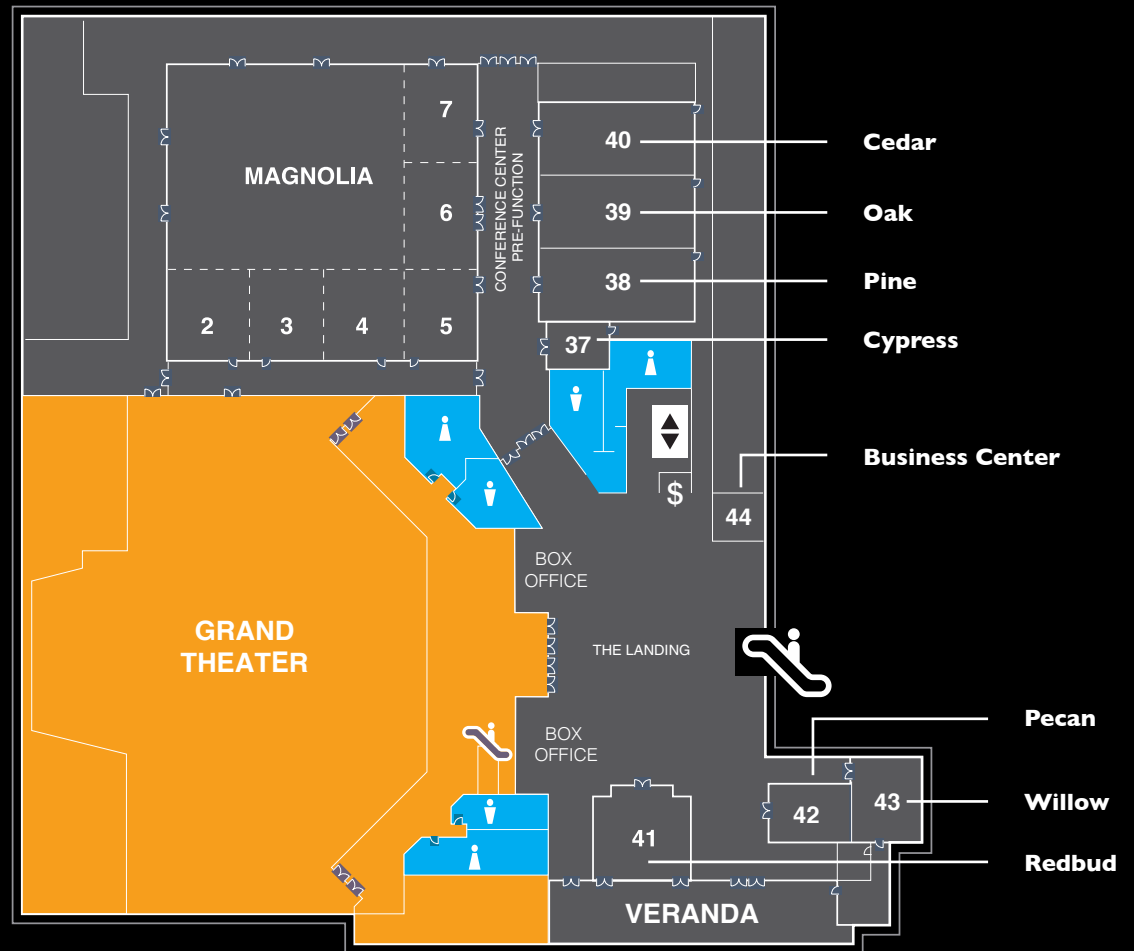 7
40
Cedar
MAGNOLIA
CONFERENCE CENTER
PRE-FUNCTION
6
39
Oak
38
Pine
2
3
4
5
37
Cypress
Business Center
$
44
BOX
OFFICE
GRAND
THEATER
THE LANDING
Pecan
BOX
OFFICE
42
43
Willow
41
Redbud
VERANDA